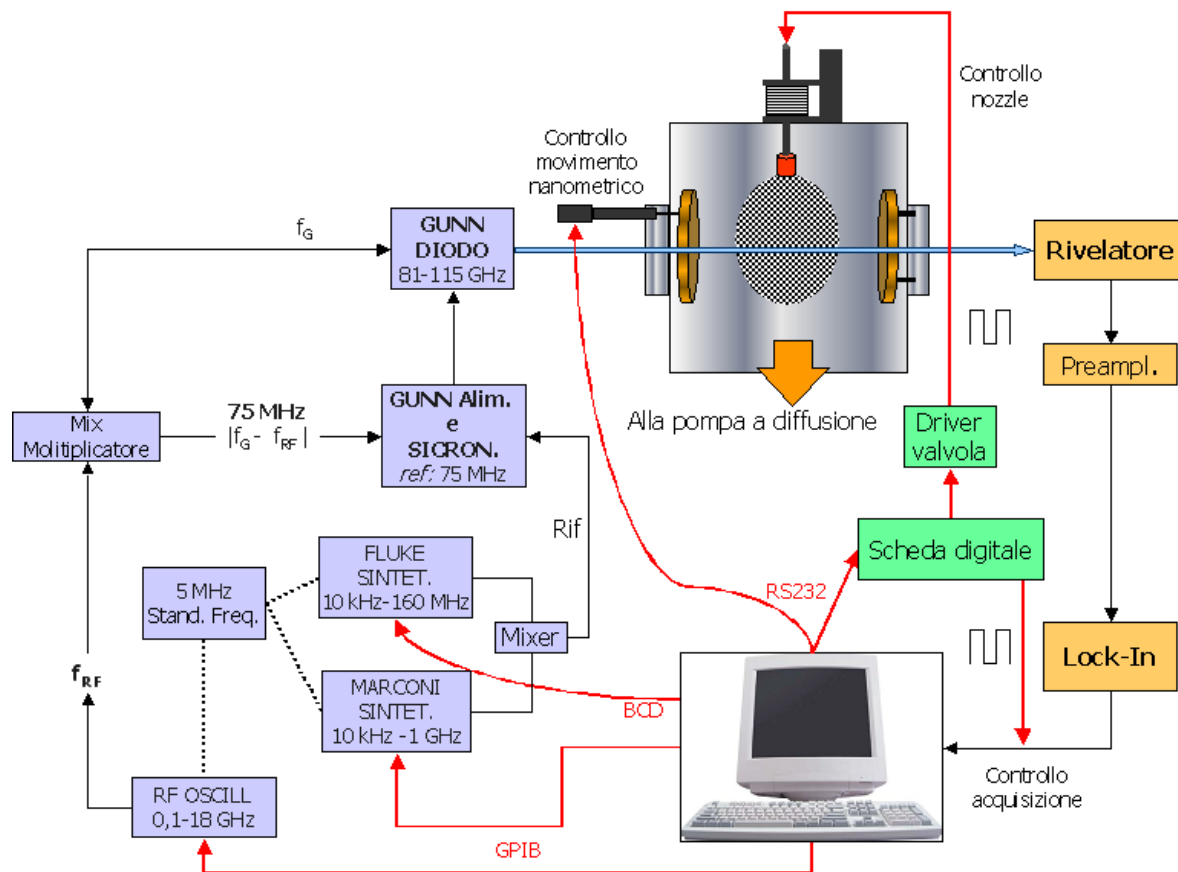 Controllo
nozzle
Controllo
movimento
nanometrico
f_G
GUNN
DIODO
81-115 GHz
Rivelatore
Preampl.
Alla pompa a diffusione
Mix
Molitiplicatore
75 MHz
|f_G- f_RF|
GUNN Alim.
e
SICRON.
ref: 75 MHz
Driver
valvola
Rif
Scheda digitale
RS232
FLUKE
SINTET.
10 kHz-160 MHz
5 MHz
Stand. Freq.
Mixer
Lock-In
f_RF
MARCONI
SINTET.
10 kHz -1 GHz
BCD
Controllo
acquisizione
RF OSCILL
0,1-18 GHz
GPIB